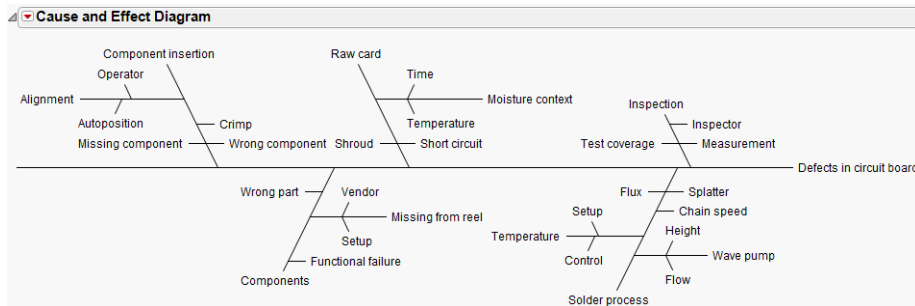 Cause and Effect Diagram
Component insertion
Raw card
Operator
Time
Alignment
Moisture context
Inspection
Autoposition
Crimp
Temperature
Inspector
Missing component
Wrong component
Shroud
Short circuit
Test coverage
Measurement
Defects in circuit board
Wrong part
Vendor
Flux
Splatter
Missing from reel
Setup
Chain speed
Temperature
Setup
Height
Functional failure
Control
Wave pump
Components
Flow
Solder process